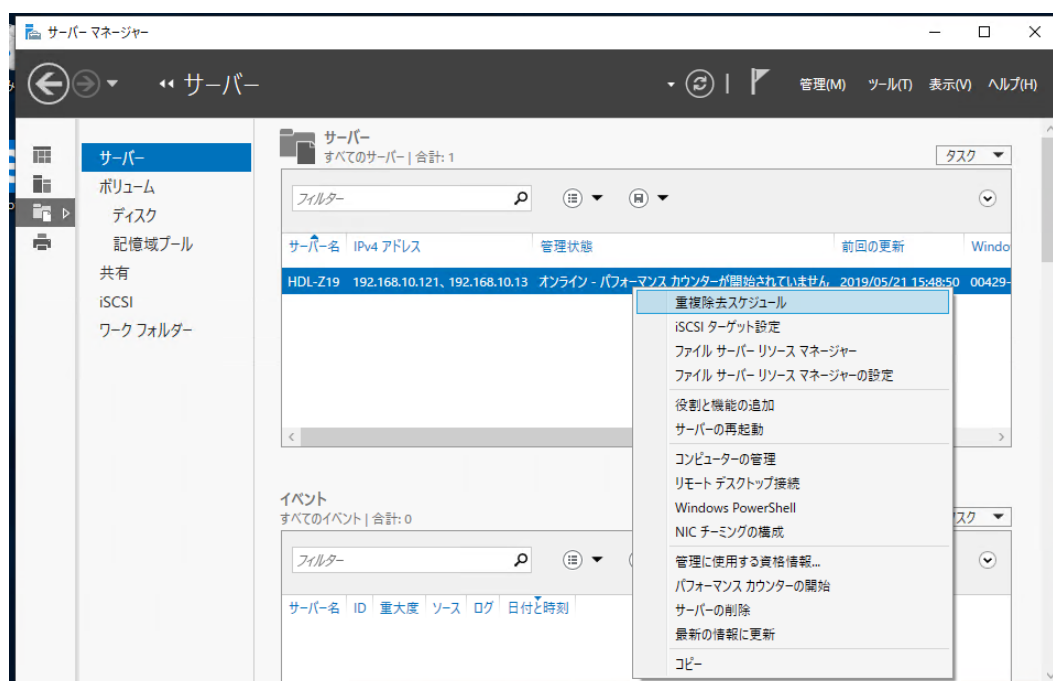 サーバー マネージャー
サーバー
管理(M) ツール(T) 表示(V) ヘルプ(H)
サーバー
ボリューム
ディスク
記憶域プール
共有
iSCSI
ワーク フォルダー
サーバー
すべてのサーバー | 合計: 1
タスク
フィルター
サーバー名 IPv4 アドレス 管理状態 前回の更新 Windo
HDL-Z19 192.168.10.121、192.168.10.13 オンライン - パフォーマンス カウンターが開始されていません 2019/05/21 15:48:50 00429-
重複除去スケジュール
iSCSI ターゲット設定
ファイル サーバー リソース マネージャー
ファイル サーバー リソース マネージャーの設定
役割と機能の追加
サーバーの再起動
コンピューターの管理
リモート デスクトップ接続
Windows PowerShell
NIC チーミングの構成
管理に使用する資格情報...
パフォーマンス カウンターの開始
サーバーの削除
最新の情報に更新
コピー
イベント
すべてのイベント | 合計: 0
タスク
フィルター
サーバー名 ID 重大度 ソース ログ 日付と時刻